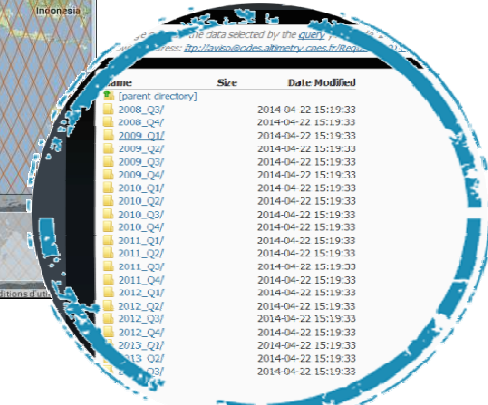 Indonesia
the data selected by the query
ftp://aviso@odes.altimetry.cnes.fr/
Size Date Modified
[parent directory]
2008_Q3/ 2014-04-22 15:19:33
2008_Q4/ 2014-04-22 15:19:33
2009_Q1/ 2014-04-22 15:19:33
2009_Q2/ 2014-04-22 15:19:33
2009_Q3/ 2014-04-22 15:19:33
2009_Q4/ 2014-04-22 15:19:33
2010_Q1/ 2014-04-22 15:19:33
2010_Q2/ 2014-04-22 15:19:33
2010_Q3/ 2014-04-22 15:19:33
2010_Q4/ 2014-04-22 15:19:33
2011_Q1/ 2014-04-22 15:19:33
2011_Q2/ 2014-04-22 15:19:33
2011_Q3/ 2014-04-22 15:19:33
2011_Q4/ 2014-04-22 15:19:33
2012_Q1/ 2014-04-22 15:19:33
2012_Q2/ 2014-04-22 15:19:33
2012_Q3/ 2014-04-22 15:19:33
2012_Q4/ 2014-04-22 15:19:33
2013_Q1/ 2014-04-22 15:19:33
2013_Q2/ 2014-04-22 15:19:33
Q3/ 2014-04-22 15:19:33